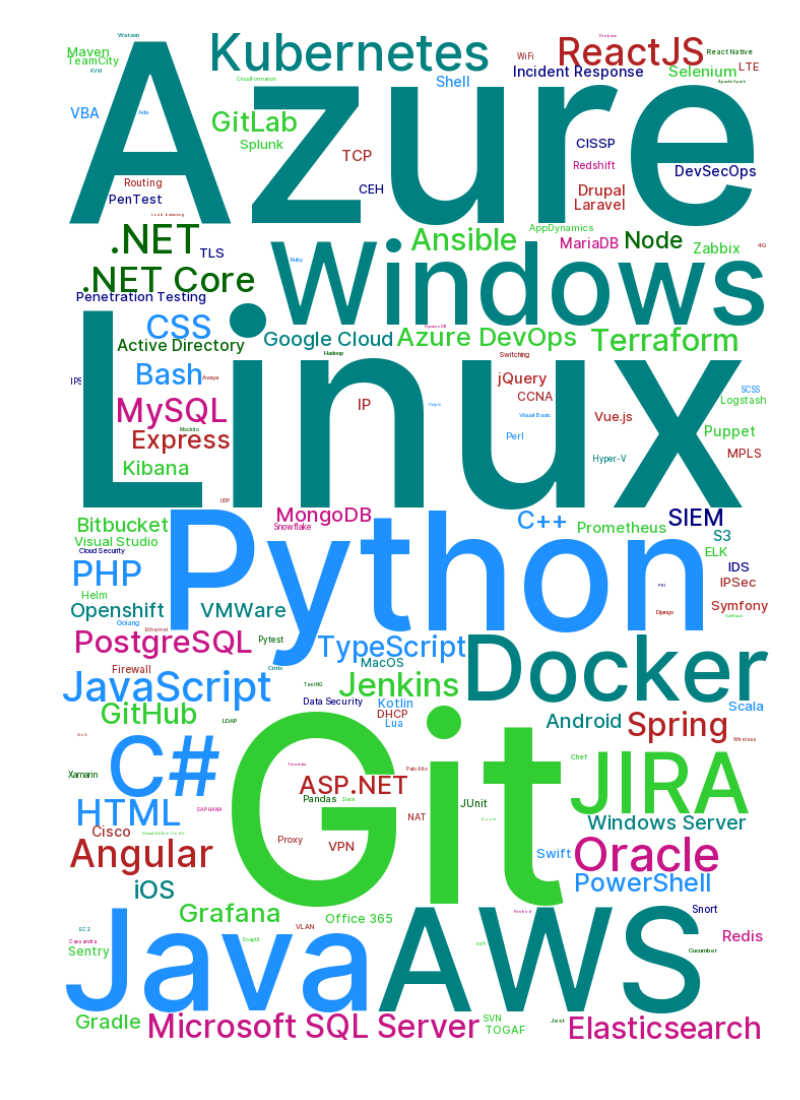 Watson
Maven
TeamCity
KVM
Kubernetes
CloudFormation
Shell
WiFi
ReactJS
React Native
Incident Response
Selenium
LTE
Apache Spark
Azure
VBA
Ada
GitLab
Splunk
TCP
CISSP
Redshift
DevSecOps
Routing
PenTest
CEH
Drupal
Laravel
Load balancing
.NET
TLS
Ansible
AppDynamics
MariaDB
Node
Zabbix
4G
.NET Core
Ruby
Windows
Penetration Testing
CSS
Active Directory
Google Cloud
Azure DevOps
Terraform
Hadoop
Switching
Linux
IPS
Bash
Avaya
jQuery
CCNA
SCSS
Logstash
MySQL
IP
Delphi
Visual Basic
Vue.js
Mockito
Express
Perl
Puppet
Kibana
Hyper-V
MPLS
UDP
Bitbucket
MongoDB
Snowflake
C++
Prometheus
SIEM
S3
Visual Studio
Cloud Security
ELK
Python
PHP
IDS
IPSec
Helm
Openshift
VMWare
Django
Symfony
Golang
Ethernet
PostgreSQL
Pytest
TypeScript
Docker
MacOS
Firewall
Citrix
JavaScript
TestNG
Jenkins
Data Security
Kotlin
DHCP
Lua
Scala
GitHub
LDAP
Android
Spring
Wireless
C#
Git
Chef
JIRA
Xamarin
Teradata
Palo Alto
ASP.NET
Pandas
Slack
JUnit
HTML
SAP HANA
NAT
Windows Server
Cisco
Proxy
VPN
Angular
Swift
Oracle
PowerShell
iOS
Grafana
Office 365
Snort
VLAN
EC2
Cassandra
Sentry
SoapUI
Java
AWS
Redis
Cucumber
Gradle
Microsoft SQL Server
SVN
TOGAF
Jest
Elasticsearch